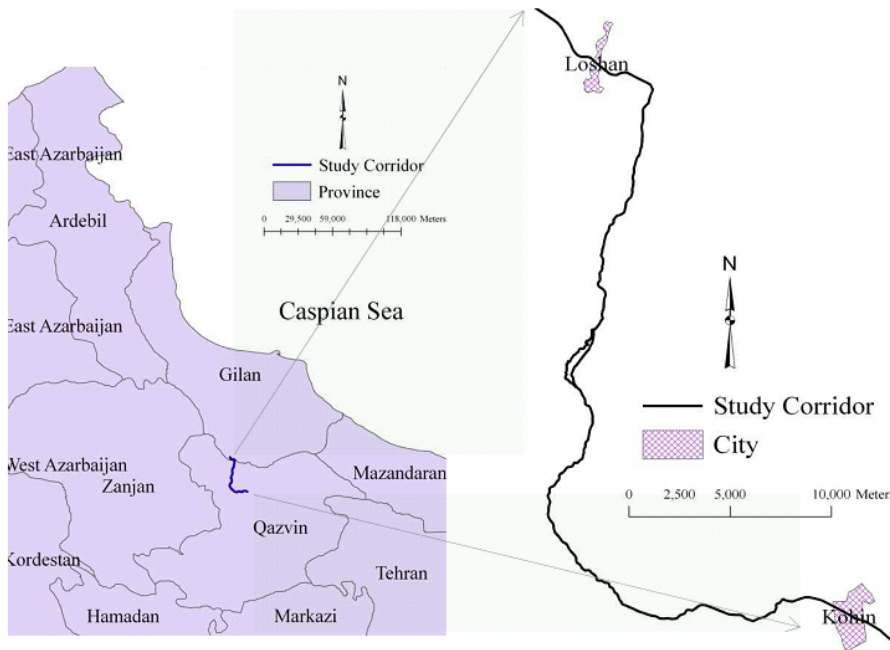 Loshan
N
East Azarbaijan
Study Corridor
Province
0 29,500 59,000 118,000 Meters
Ardebil
N
Caspian Sea
East Azarbaijan
Gilan
Study Corridor
City
West Azarbaijan
Zanjan
Mazandaran
0 2,500 5,000 10,000 Meters
Qazvin
Kordestan
Tehran
Hamadan
Markazi
Kohin